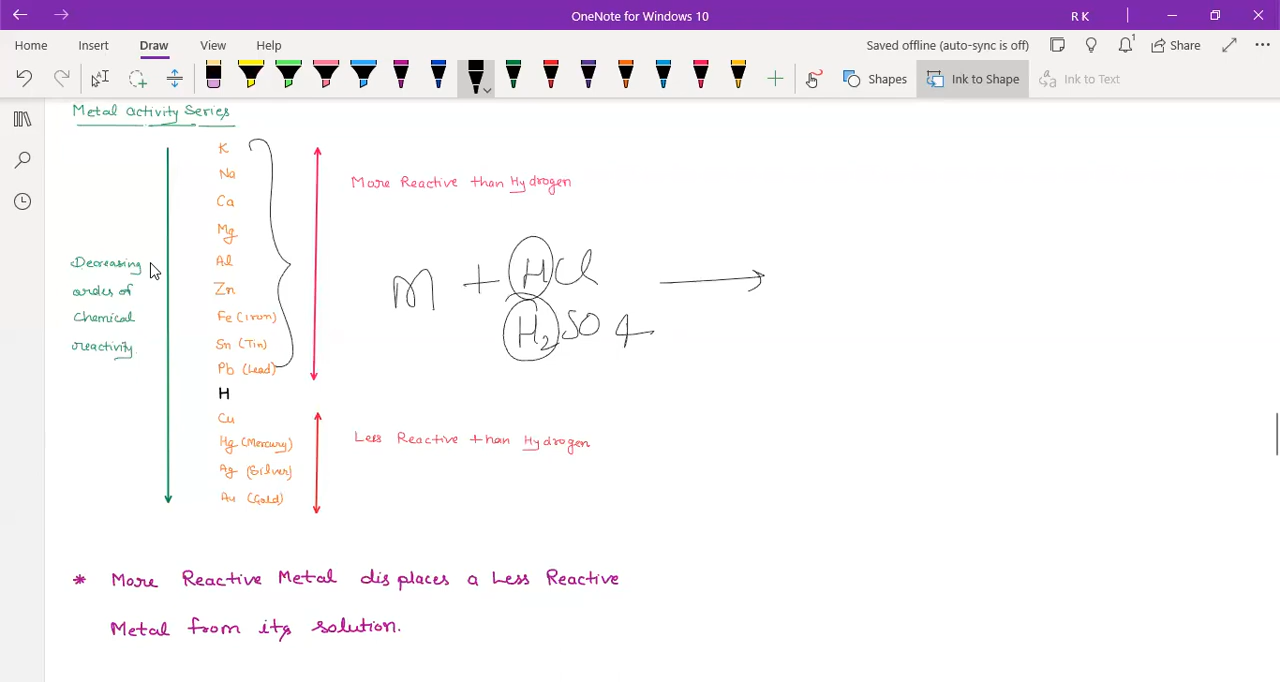 OneNote for Windows 10
R K
Home Insert Draw View Help
Saved offline (auto-sync is off)
Share
Shapes
Ink to Shape
Ink to Text
Metal activity Series
K
Na
Ca
Mg
Al
Zn
Fe (Iron)
Sn (Tin)
Pb (Lead)
H
Cu
Hg (Mercury)
Ag (Silver)
Au (Gold)
Decreasing
order of
Chemical
reactivity.
More Reactive than Hydrogen
M + HCl ⟶
H₂SO4
Less Reactive than Hydrogen
* More Reactive Metal displaces a Less Reactive
Metal from its solution.